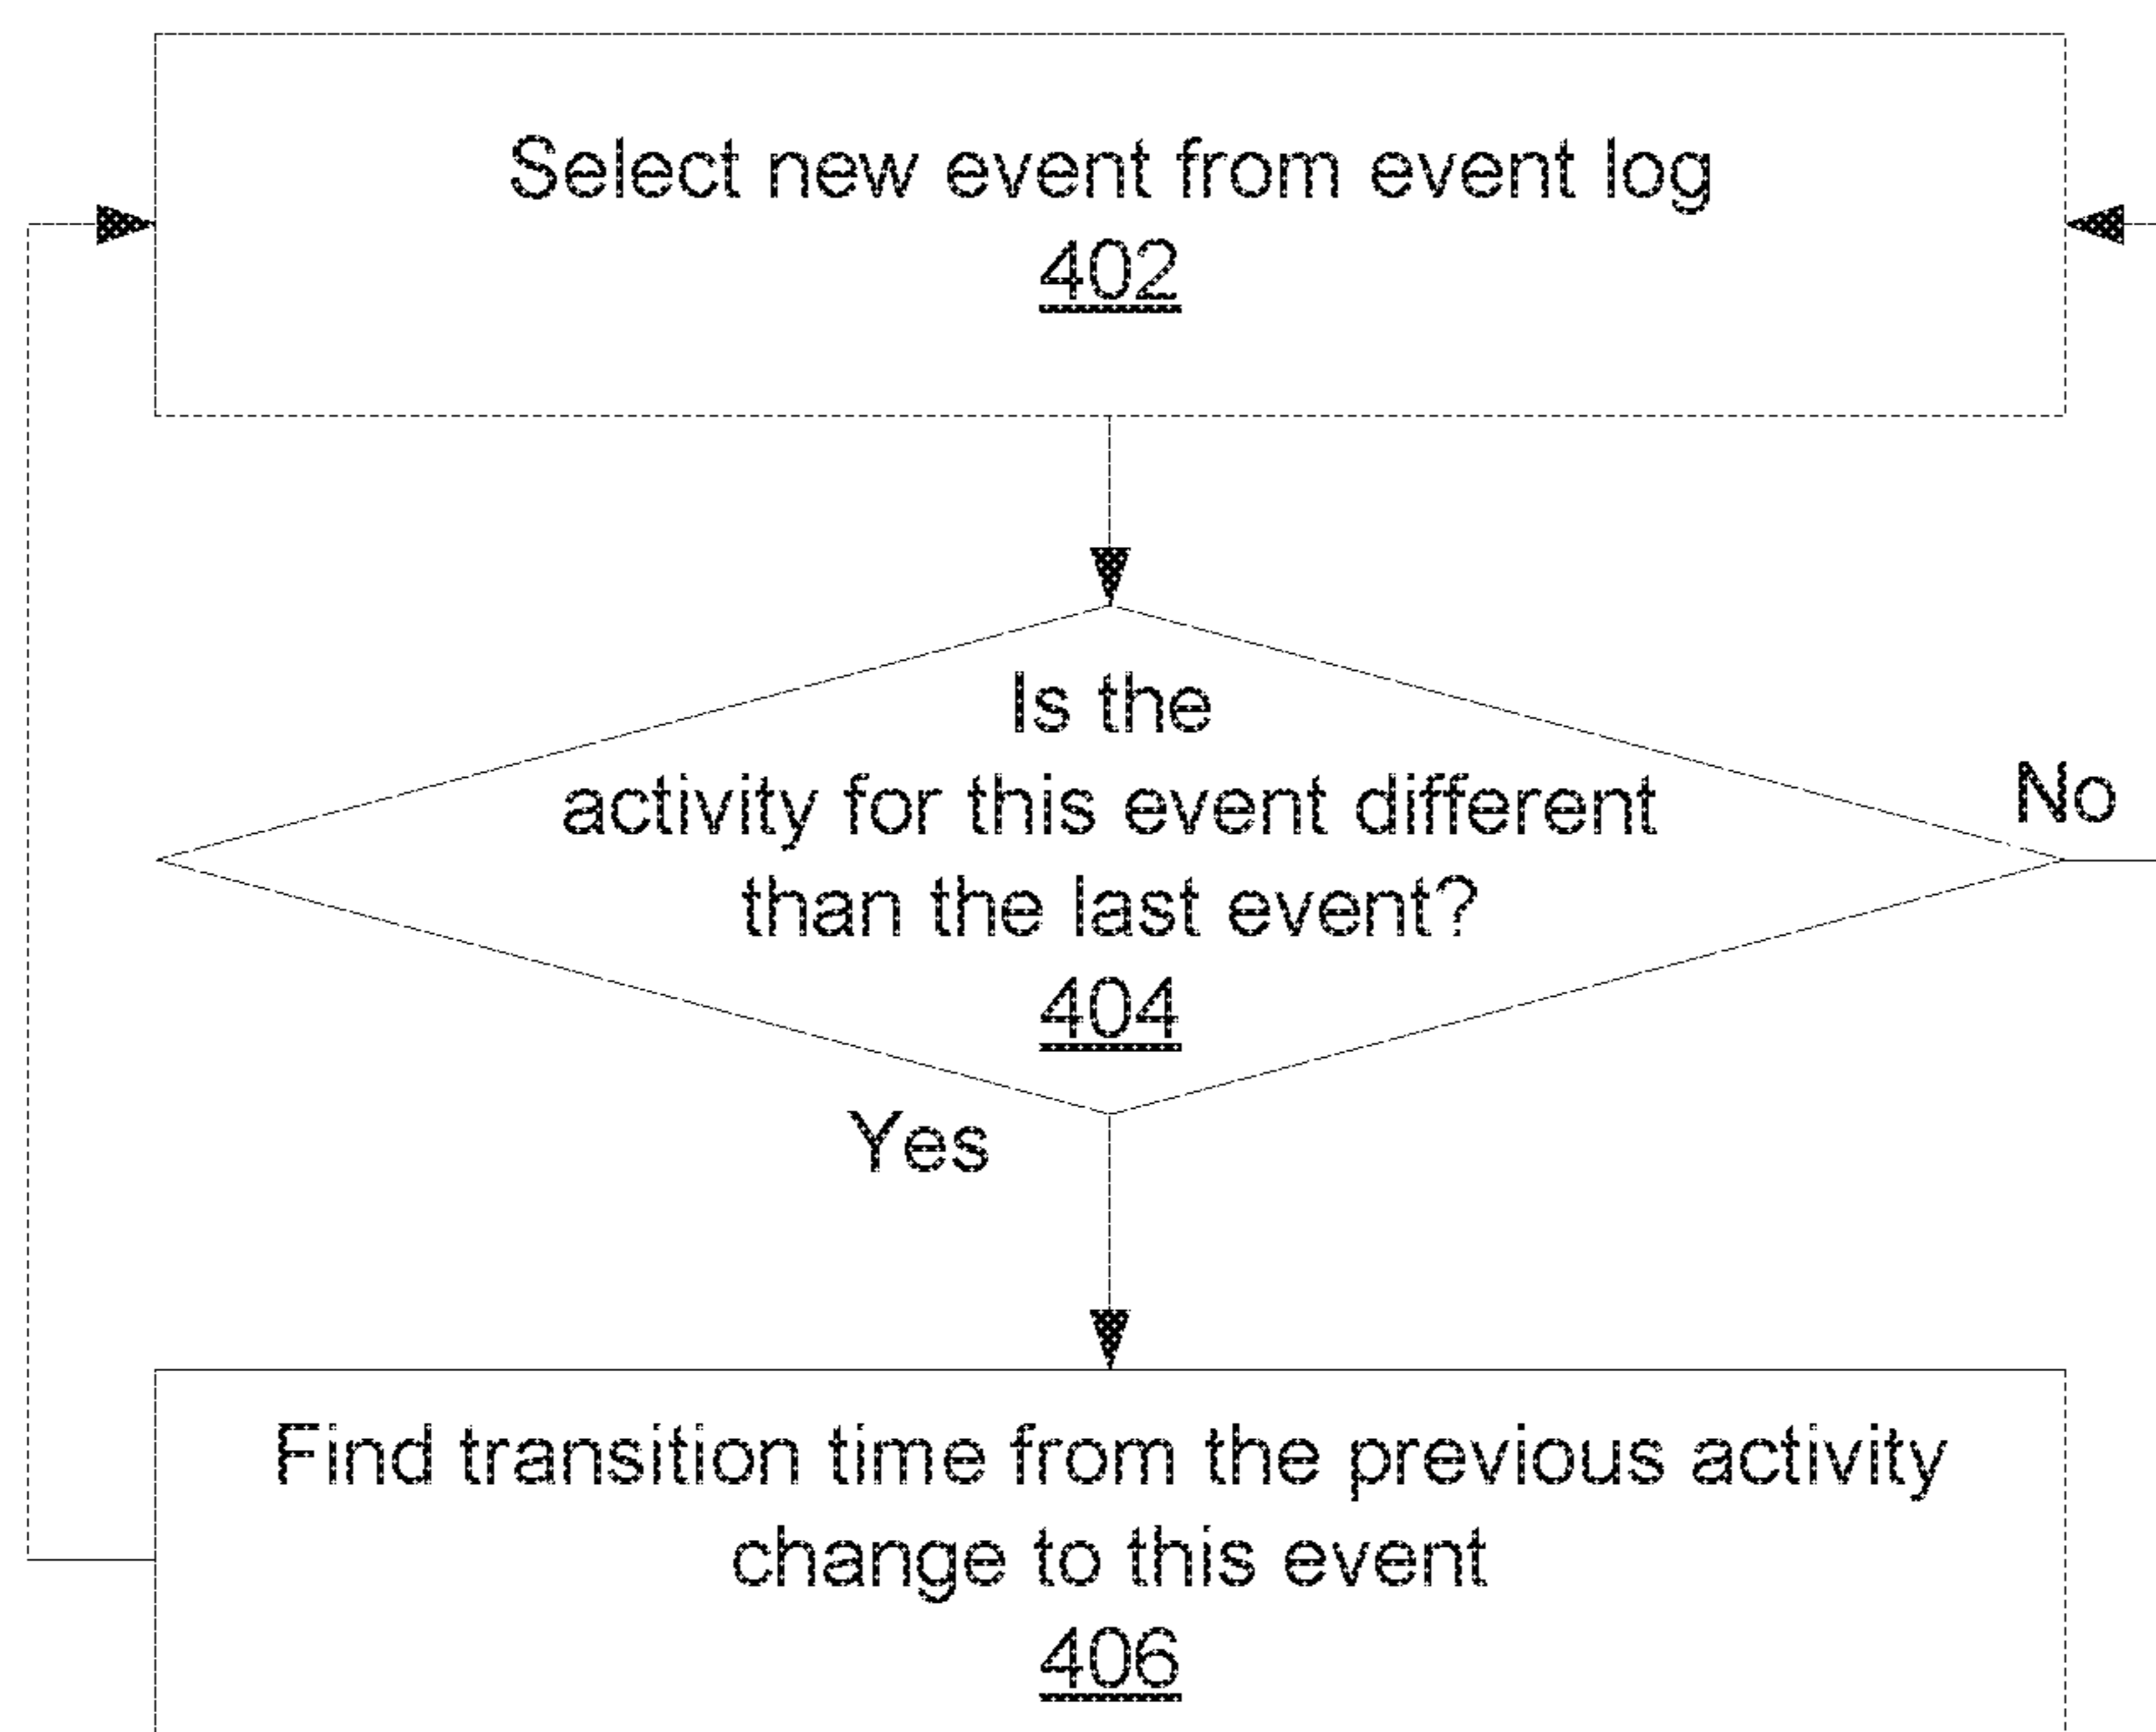 Select new event from event log
402
Is the
activity for this event different
than the last event?
404
No
Yes
Find transition time from the previous activity
change to this event
406